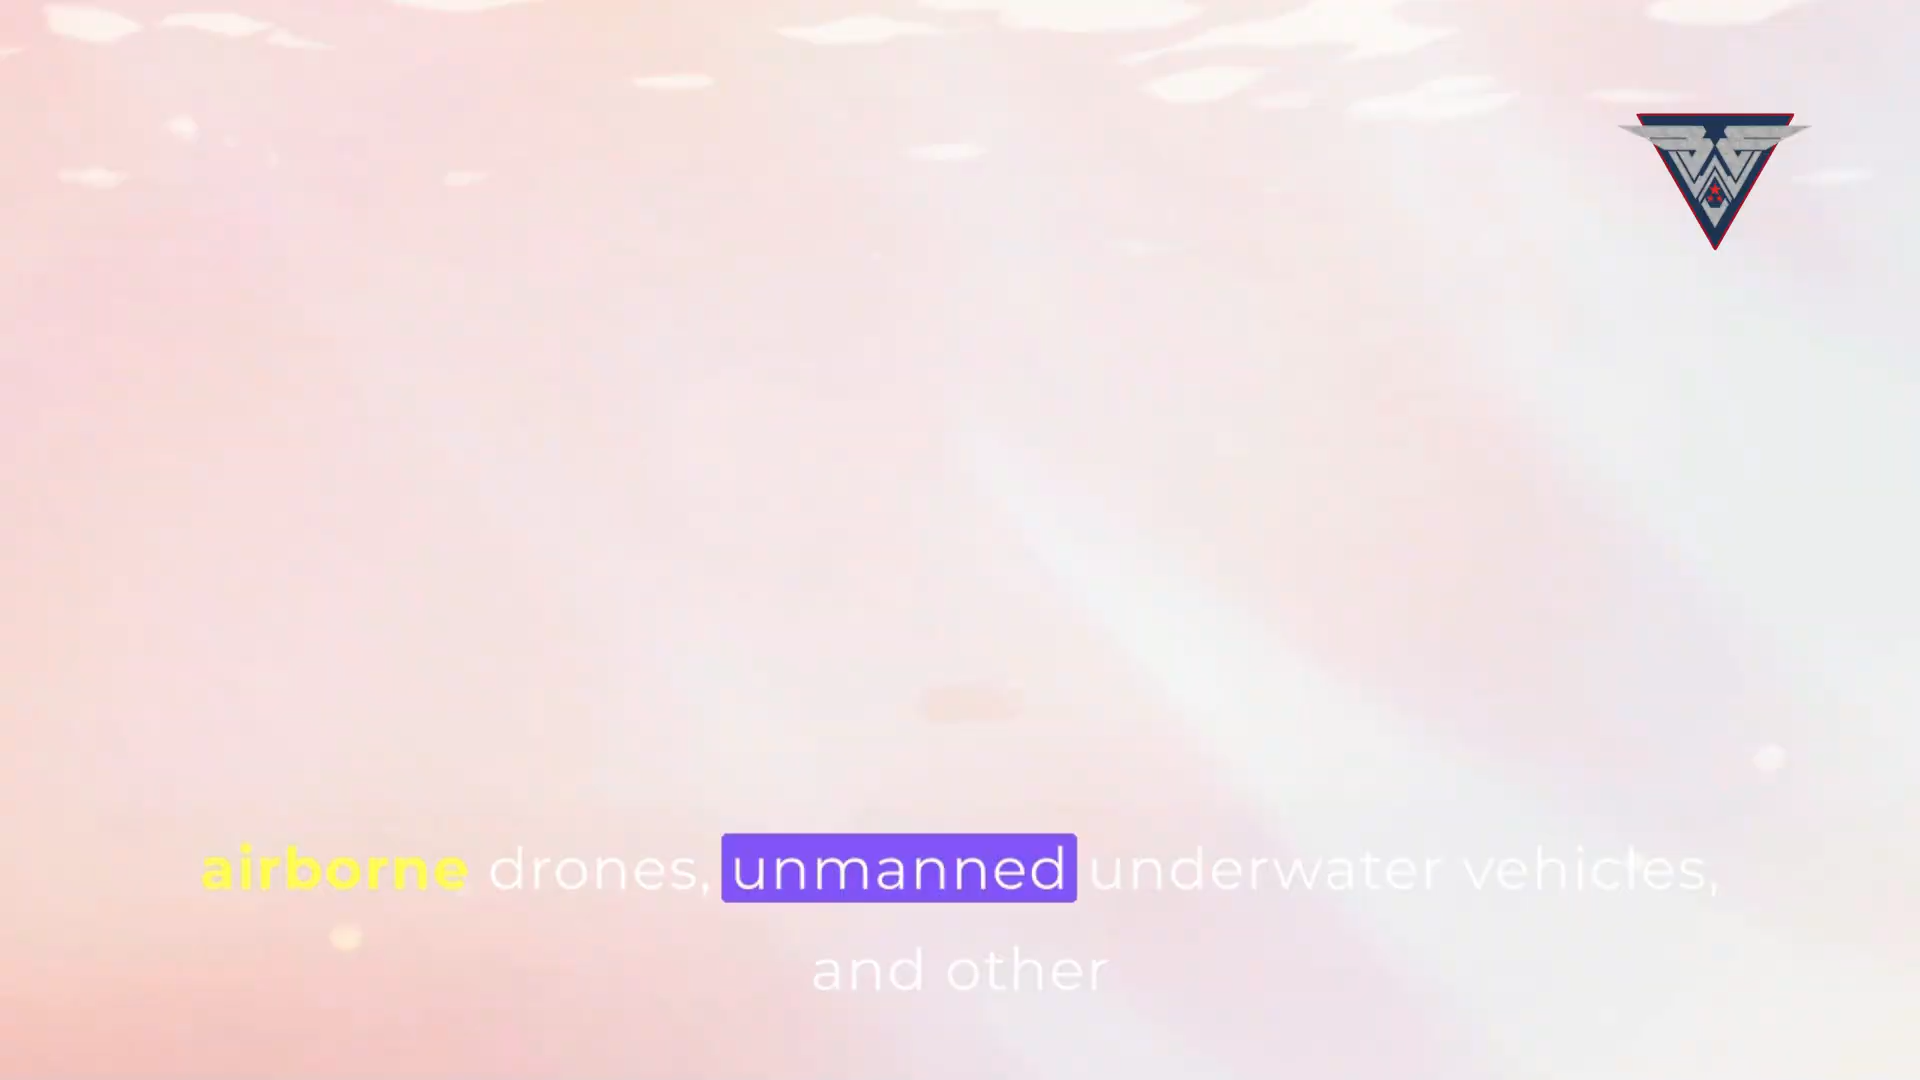 airborne drones, unmanned underwater vehicles,
and other